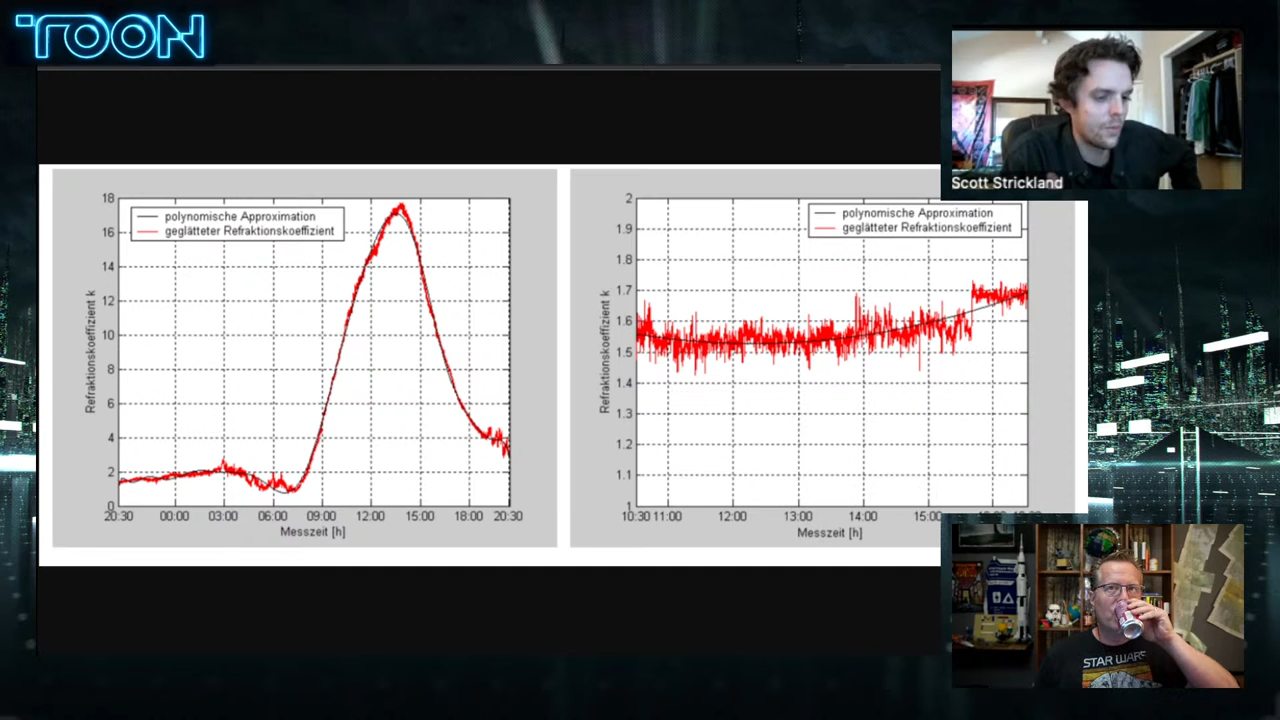 TOON
Scott Strickland
18
16
14
12
10
8
6
4
2
0
polynomische Approximation
geglätteter Refraktionskoeffizient
Refraktionskoeffizient k
20:30 00:00 03:00 06:00 09:00 12:00 15:00 18:00 20:30
Messzeit [h]
2
1.9
1.8
1.7
1.6
1.5
1.4
1.3
1.2
1.1
1
polynomische Approximation
geglätteter Refraktionskoeffizient
Refraktionskoeffizient k
10:30 11:00 12:00 13:00 14:00 15:00
Messzeit [h]
STAR WARS